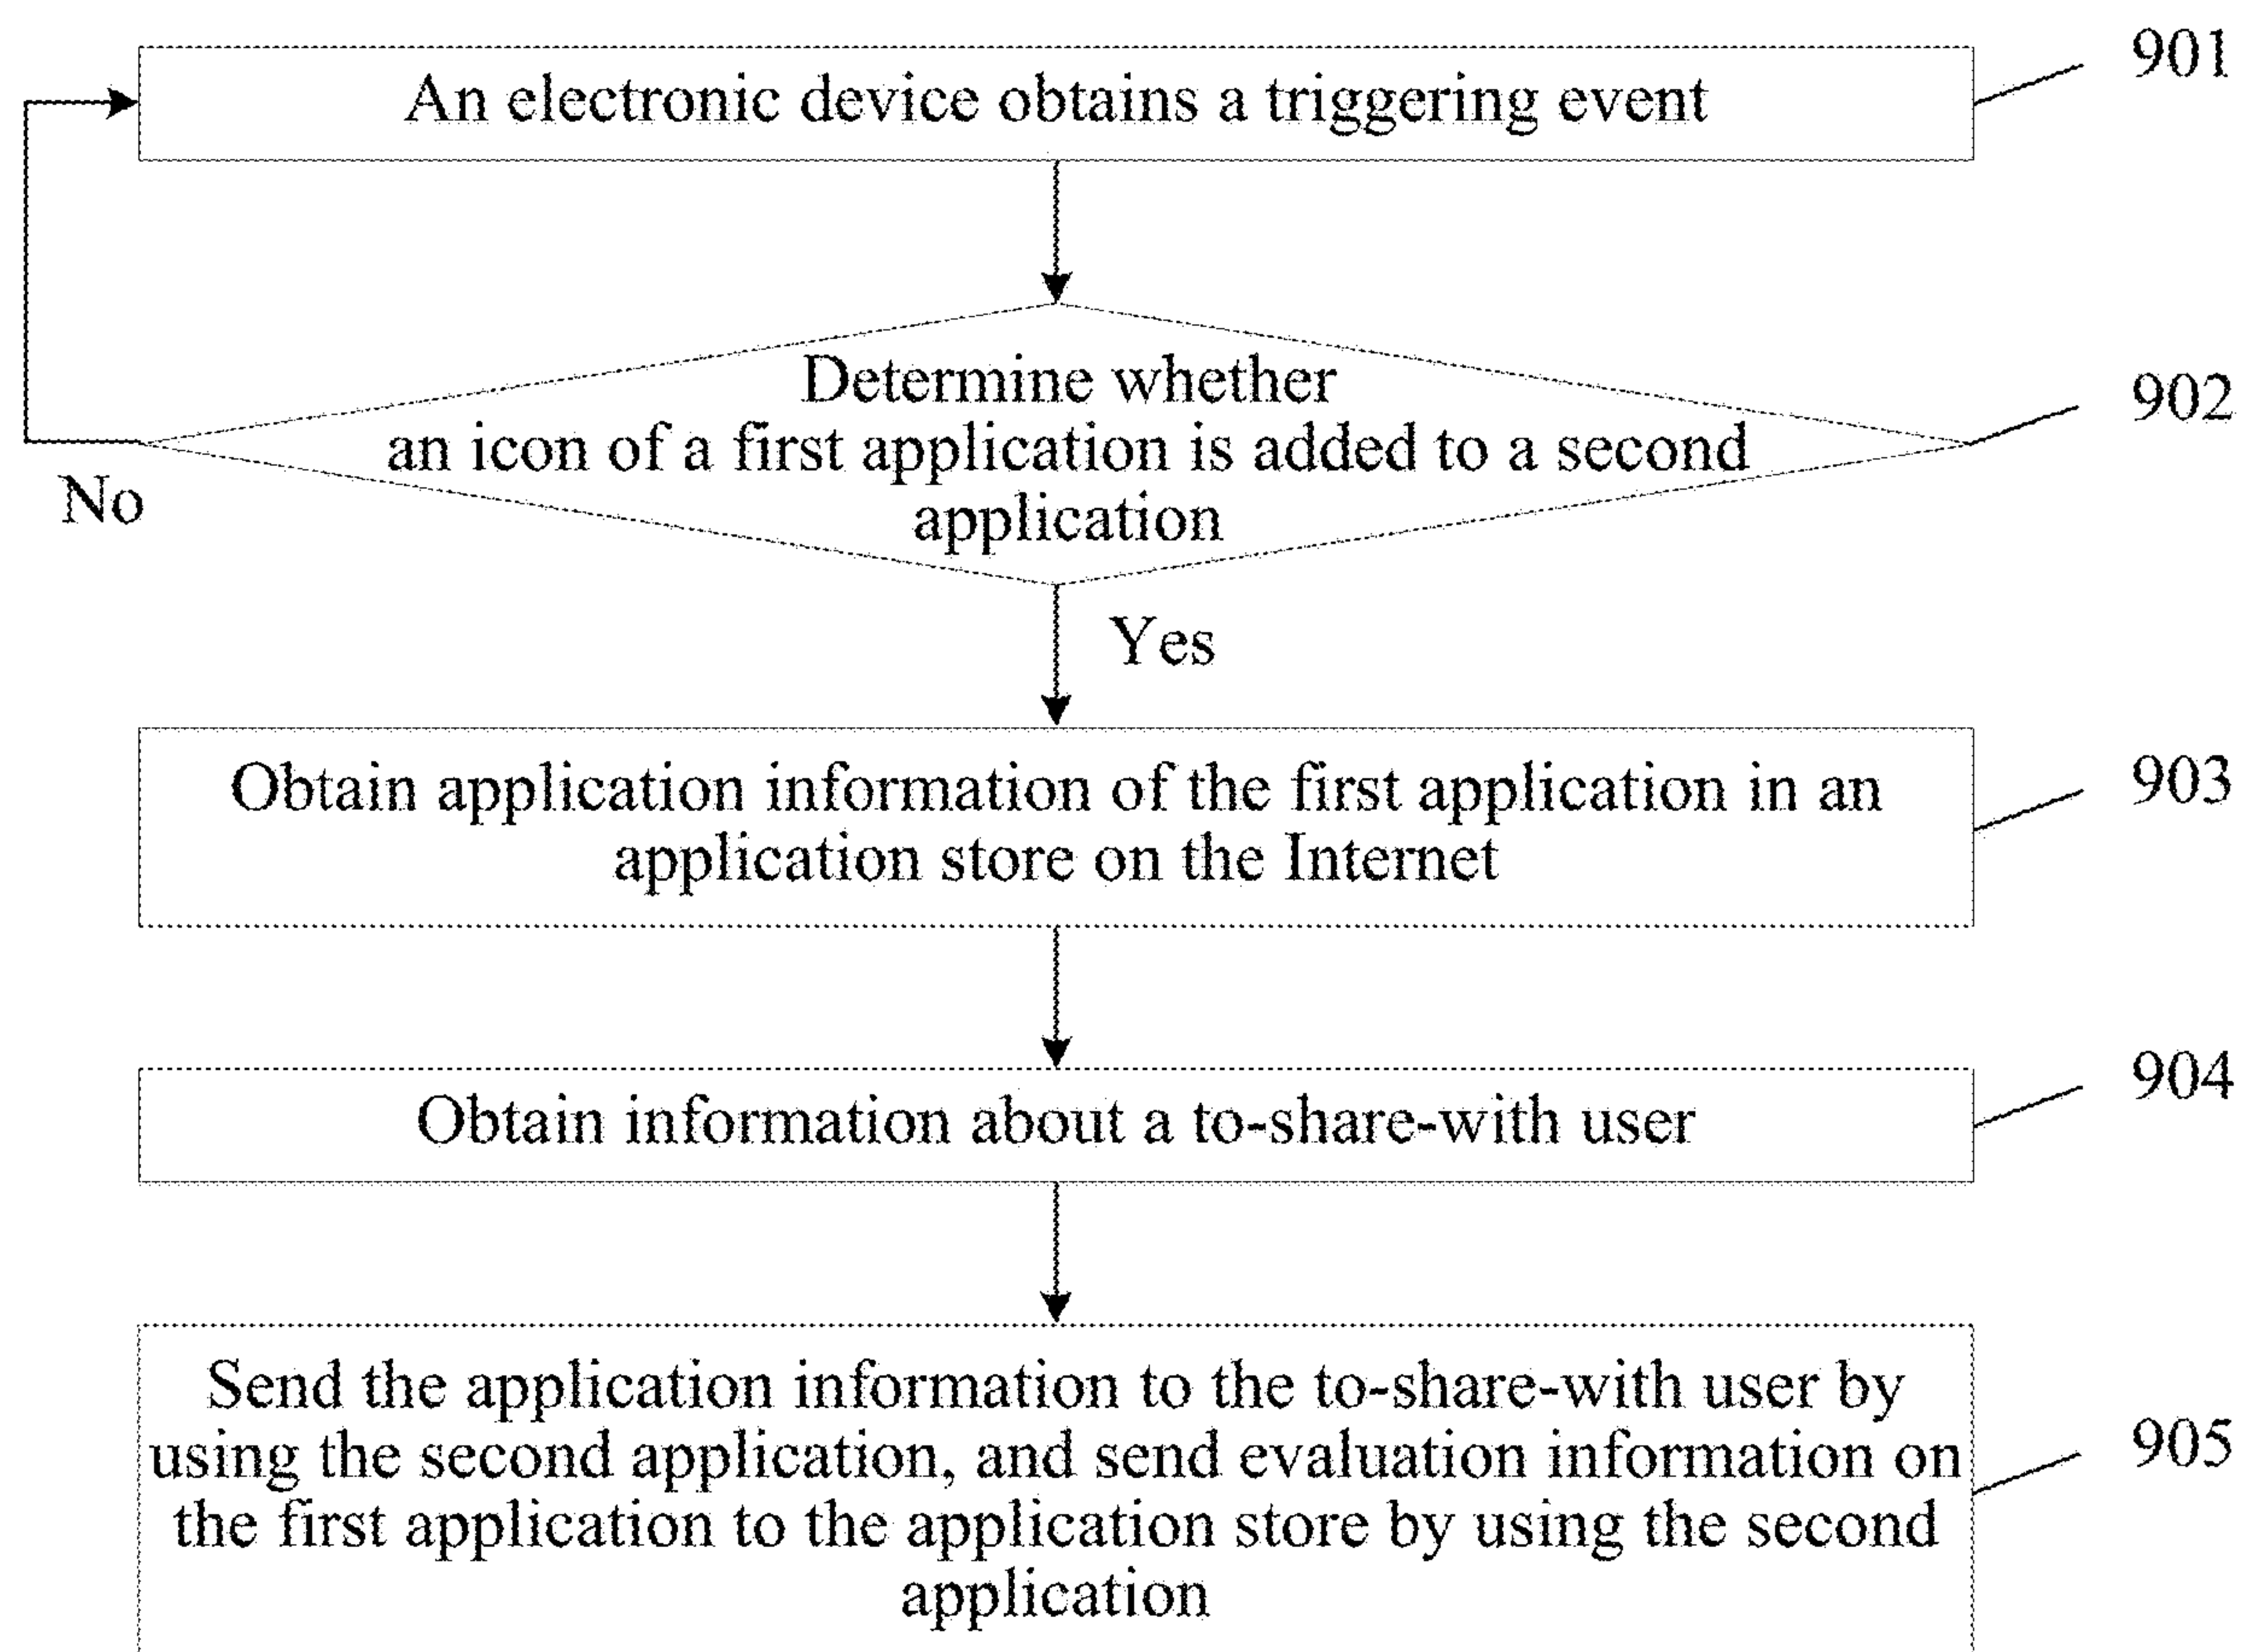 An electronic device obtains a triggering event
901
Determine whether
an icon of a first application is added to a second
application
902
No
Yes
Obtain application information of the first application in an
application store on the Internet
903
Obtain information about a to-share-with user
904
Send the application information to the to-share-with user by
using the second application, and send evaluation information on
the first application to the application store by using the second
application
905